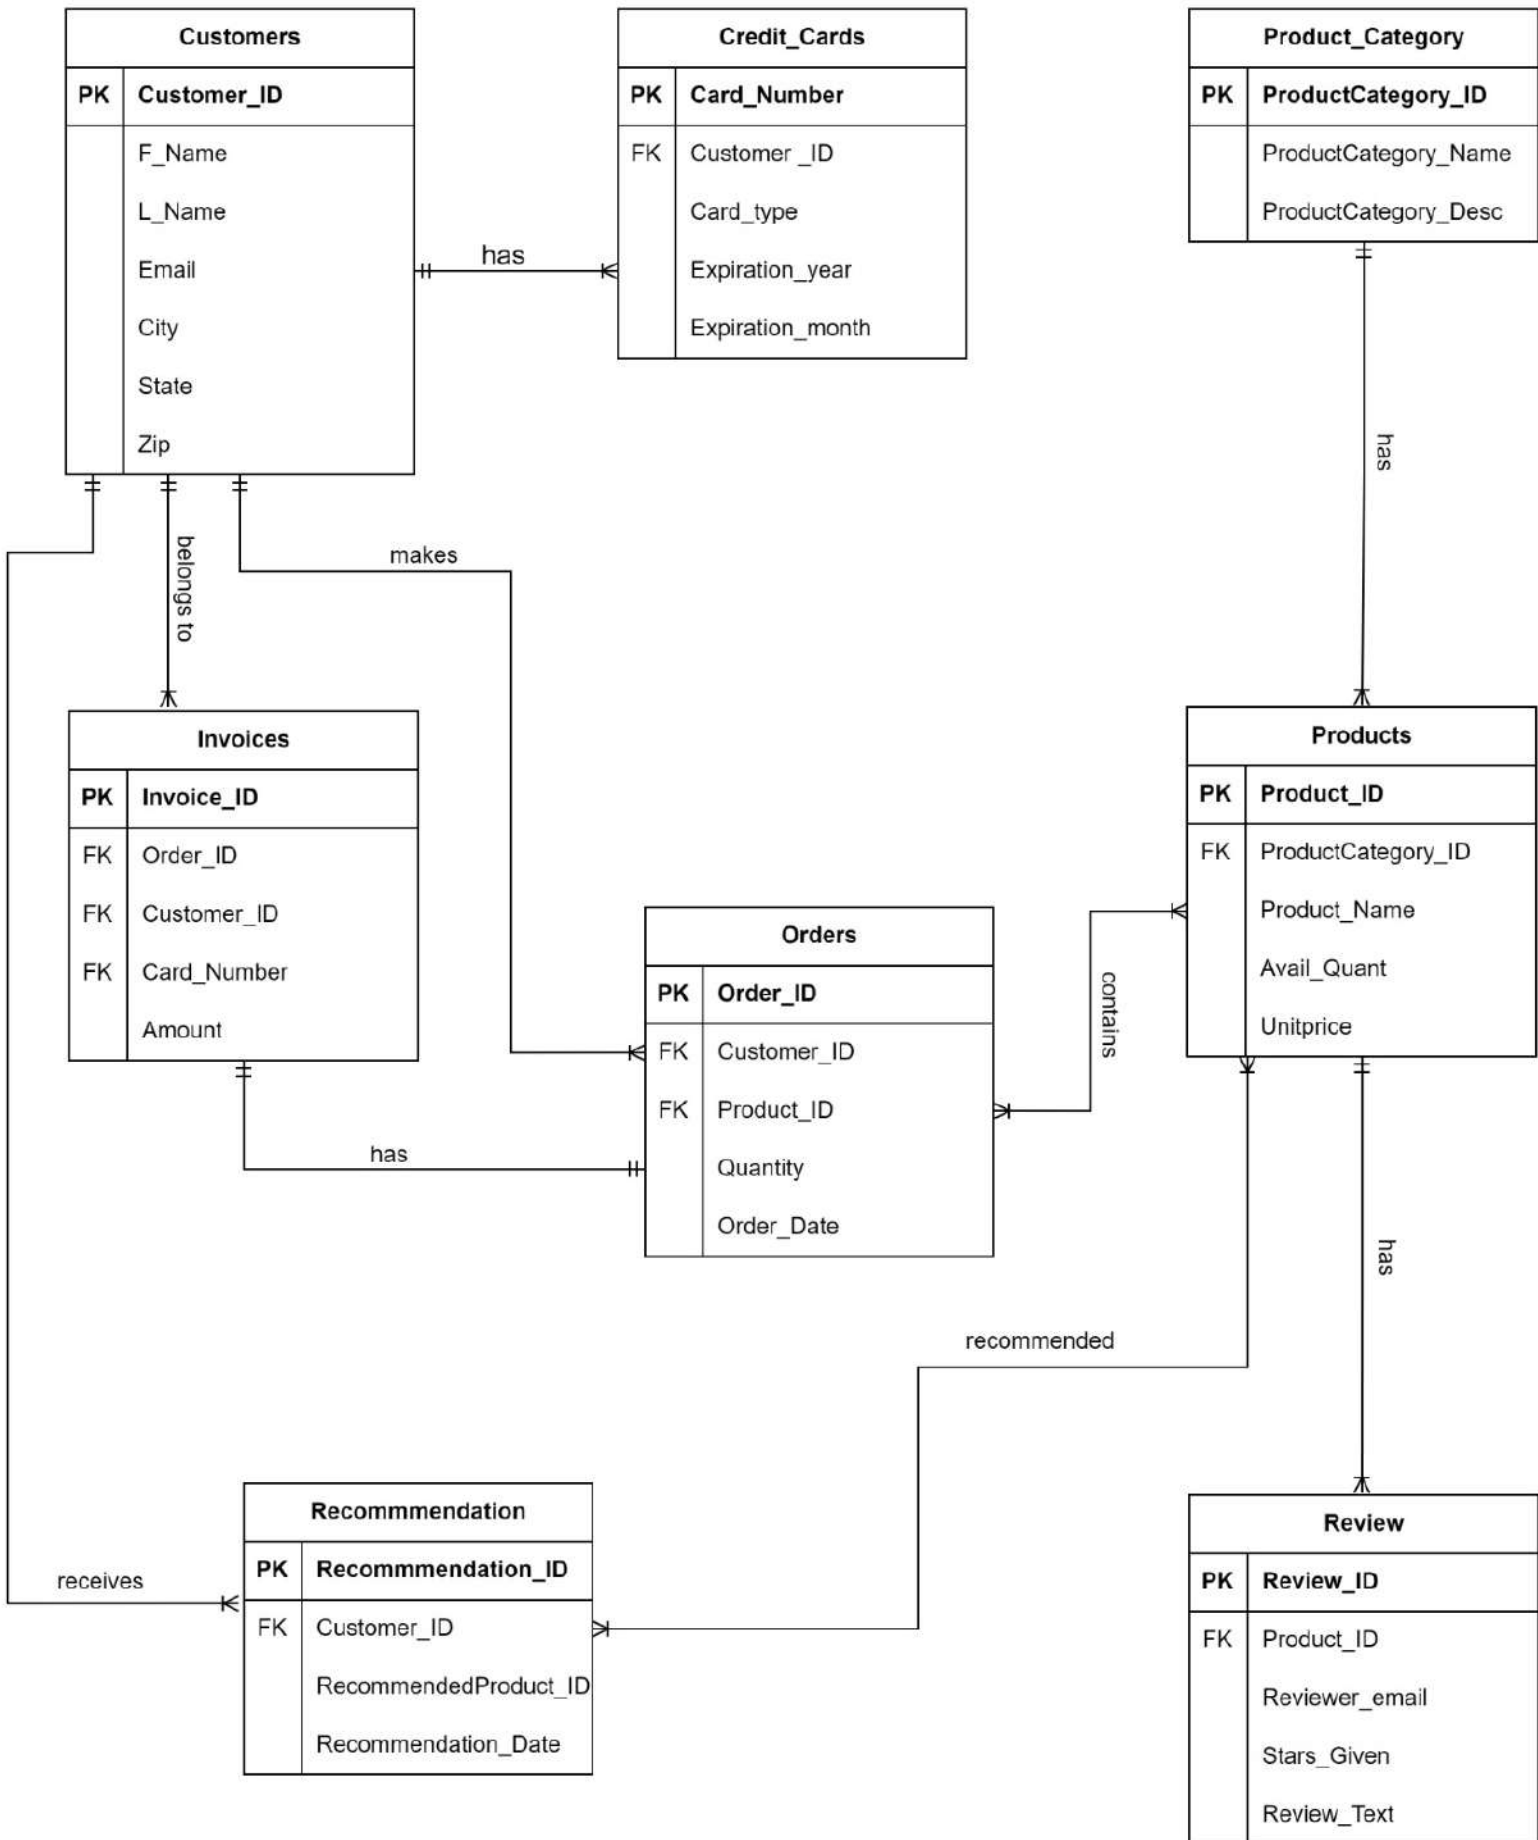 Customers
PK Customer_ID
F_Name
L_Name
Email
City
State
Zip
has
Credit_Cards
PK Card_Number
FK Customer _ID
Card_type
Expiration_year
Expiration_month
Product_Category
PK ProductCategory_ID
ProductCategory_Name
ProductCategory_Desc
has
belongs to
makes
Invoices
PK Invoice_ID
FK Order_ID
FK Customer_ID
FK Card_Number
Amount
has
Orders
PK Order_ID
FK Customer_ID
FK Product_ID
Quantity
Order_Date
contains
Products
PK Product_ID
FK ProductCategory_ID
Product_Name
Avail_Quant
Unitprice
has
recommended
receives
Recommmendation
PK Recommmendation_ID
FK Customer_ID
RecommendedProduct_ID
Recommendation_Date
Review
PK Review_ID
FK Product_ID
Reviewer_email
Stars_Given
Review_Text